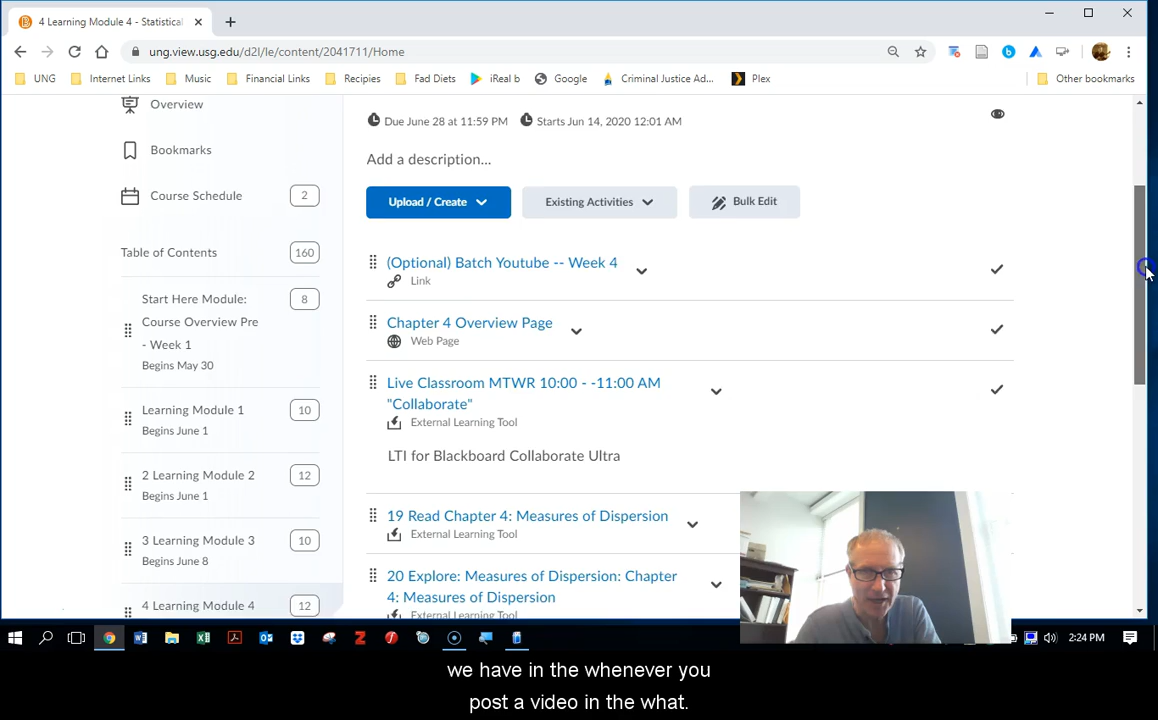 4 Learning Module 4 - Statistical
ung.view.usg.edu/d2l/le/content/2041711/Home
UNG
Internet Links
Music
Financial Links
Recipies
Fad Diets
iReal b
Google
Criminal Justice Ad...
Plex
Other bookmarks
Overview
Bookmarks
Course Schedule
2
Table of Contents
160
Start Here Module:
Course Overview Pre
- Week 1
8
Begins May 30
Learning Module 1
10
Begins June 1
2 Learning Module 2
12
Begins June 1
3 Learning Module 3
10
Begins June 8
4 Learning Module 4
12
Due June 28 at 11:59 PM
Starts Jun 14, 2020 12:01 AM
Add a description...
Upload / Create
Existing Activities
Bulk Edit
(Optional) Batch Youtube -- Week 4
Link
Chapter 4 Overview Page
Web Page
Live Classroom MTWR 10:00 - -11:00 AM
"Collaborate"
External Learning Tool
LTI for Blackboard Collaborate Ultra
19 Read Chapter 4: Measures of Dispersion
External Learning Tool
20 Explore: Measures of Dispersion: Chapter
4: Measures of Dispersion
External Learning Tool
2:24 PM
we have in the whenever you
post a video in the what.